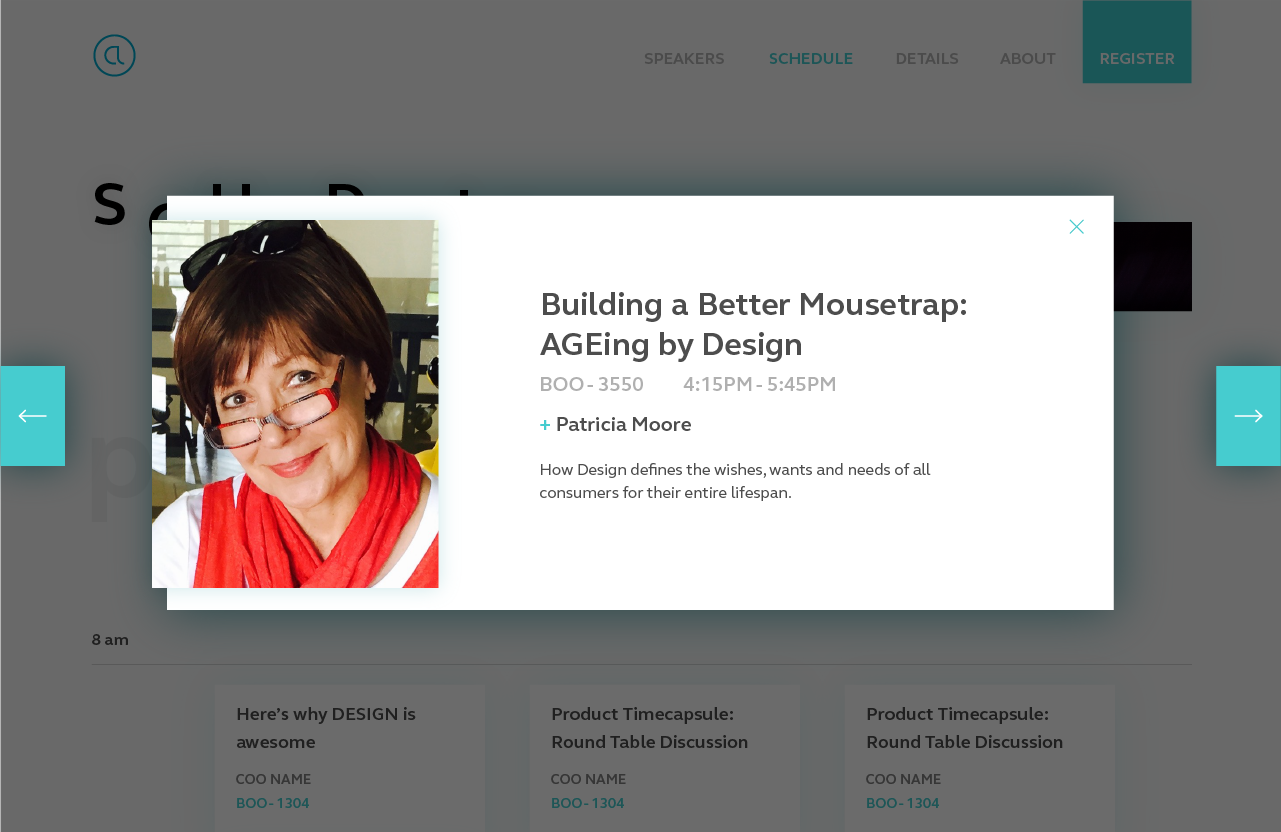 SPEAKERS
SCHEDULE
DETAILS
ABOUT
REGISTER
Building a Better Mousetrap:
AGEing by Design
BOO - 3550 4:15PM - 5:45PM
+ Patricia Moore
How Design defines the wishes, wants and needs of all
consumers for their entire lifespan.
8 am
Here’s why DESIGN is
awesome
COO NAME
BOO - 1304
Product Timecapsule:
Round Table Discussion
COO NAME
BOO - 1304
Product Timecapsule:
Round Table Discussion
COO NAME
BOO - 1304